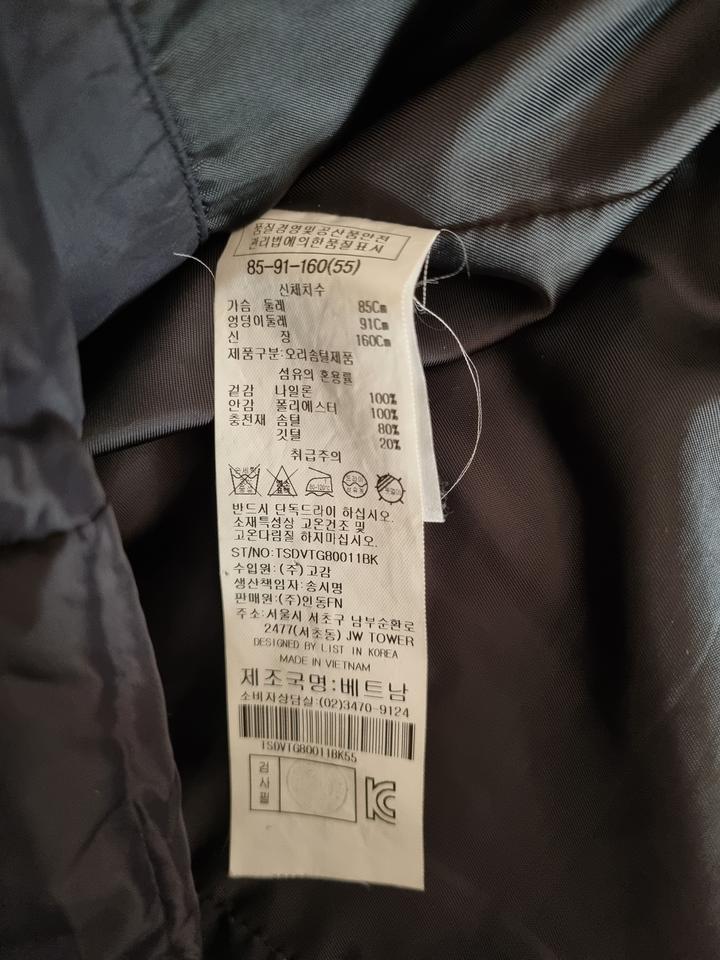 품질경영및공산품안전
관리법에의한품질표시
85-91-160(55)
신체치수
가슴 둘레 85Cm
엉덩이둘레 91Cm
신 장 160Cm
제품구분:오리솜털제품
섬유의 혼용률
겉감 나일론 100%
안감 폴리에스터 100%
충전재 솜털 80%
깃털 20%
취급주의
80-120℃
반드시 단독드라이 하십시오.
소재특성상 고온건조 및
고온다림질 하지마십시오.
ST/NO:TSDVTG80011BK
수입원:(주)고감
생산책임자:송시명
판매원:(주)인동FN
주소:서울시 서초구 남부순환로
2477(서초동) JW TOWER
DESIGNED BY LIST IN KOREA
MADE IN VIETNAM
제조국명:베트남
소비자상담실:(02)3470-9124
TSDVTG80011BK55
검사필